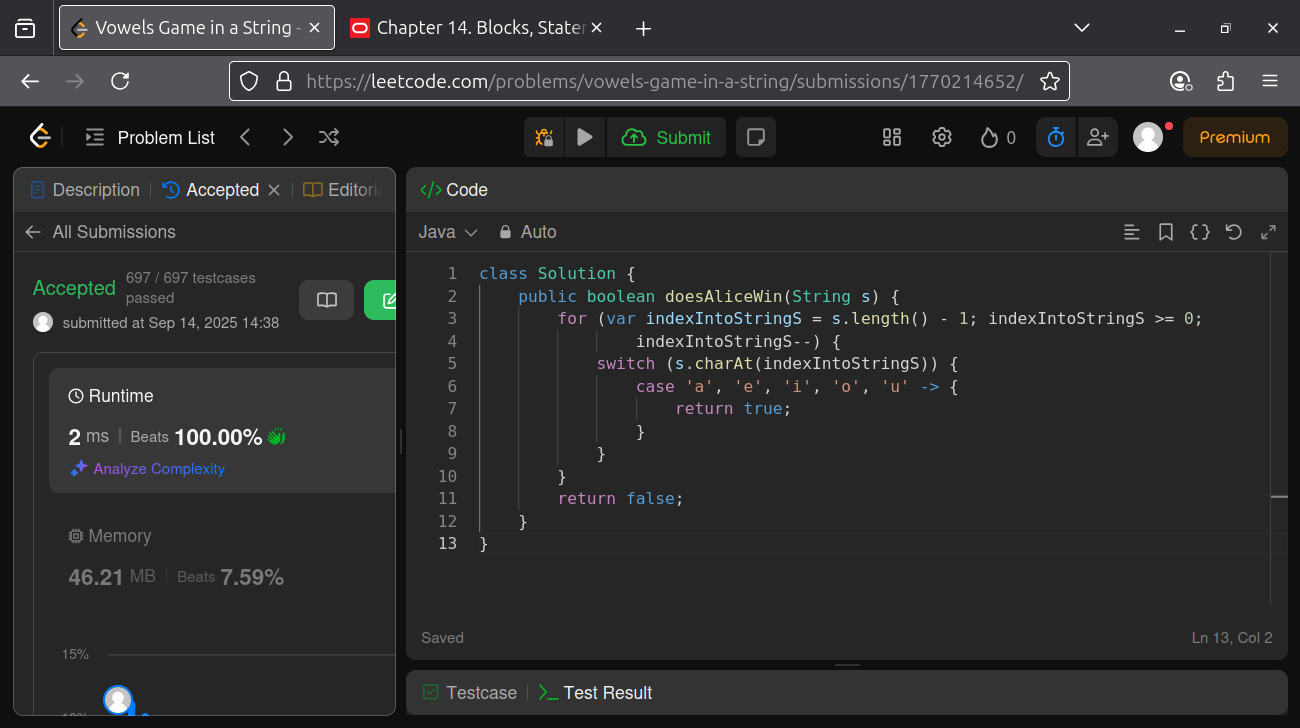 Vowels Game in a String -
Chapter 14. Blocks, Stater
https://leetcode.com/problems/vowels-game-in-a-string/submissions/1770214652/
Problem List
Submit
0
Premium
Description
Accepted
Editori
All Submissions
Accepted
697 / 697 testcases
passed
submitted at Sep 14, 2025 14:38
Runtime
2 ms | Beats 100.00%
Analyze Complexity
Memory
46.21 MB | Beats 7.59%
15%
10%
Code
Java
Auto
1 class Solution {
2     public boolean doesAliceWin(String s) {
3         for (var indexIntoStringS = s.length() - 1; indexIntoStringS >= 0;
4                 indexIntoStringS--) {
5             switch (s.charAt(indexIntoStringS)) {
6                 case 'a', 'e', 'i', 'o', 'u' -> {
7                     return true;
8                 }
9             }
10         }
11         return false;
12     }
13 }
Saved
Ln 13, Col 2
Testcase
Test Result